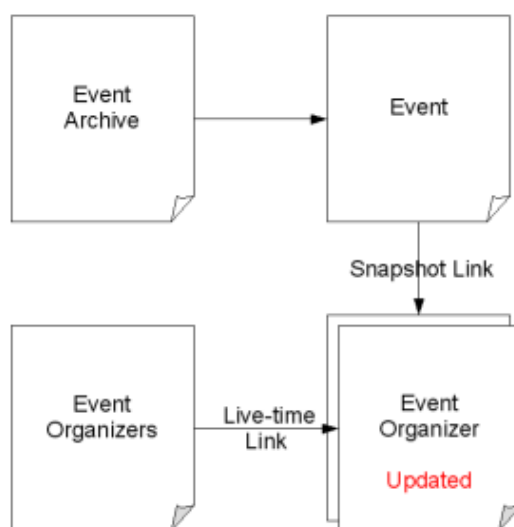 Event
Archive
Event
Snapshot Link
Event
Organizers
Live-time
Link
Event
Organizer
Updated